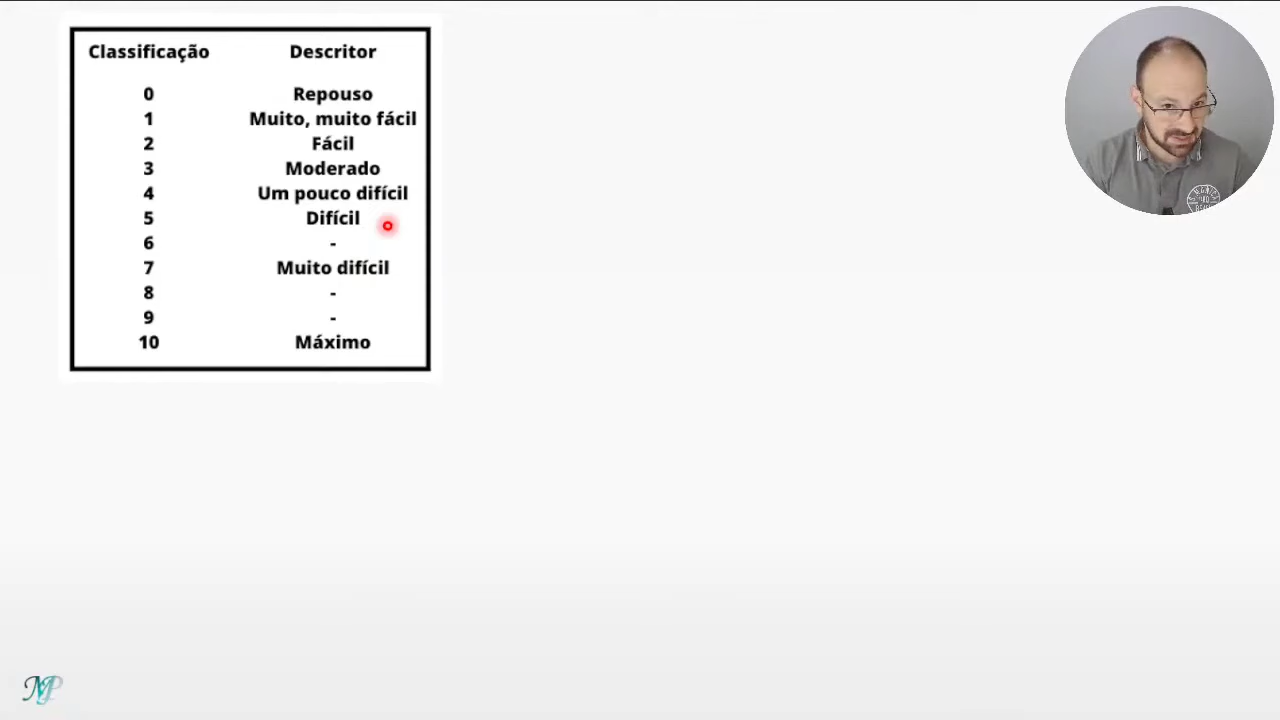 Classificação Descritor
0 Repouso
1 Muito, muito fácil
2 Fácil
3 Moderado
4 Um pouco difícil
5 Difícil
6 -
7 Muito difícil
8 -
9 -
10 Máximo
MP